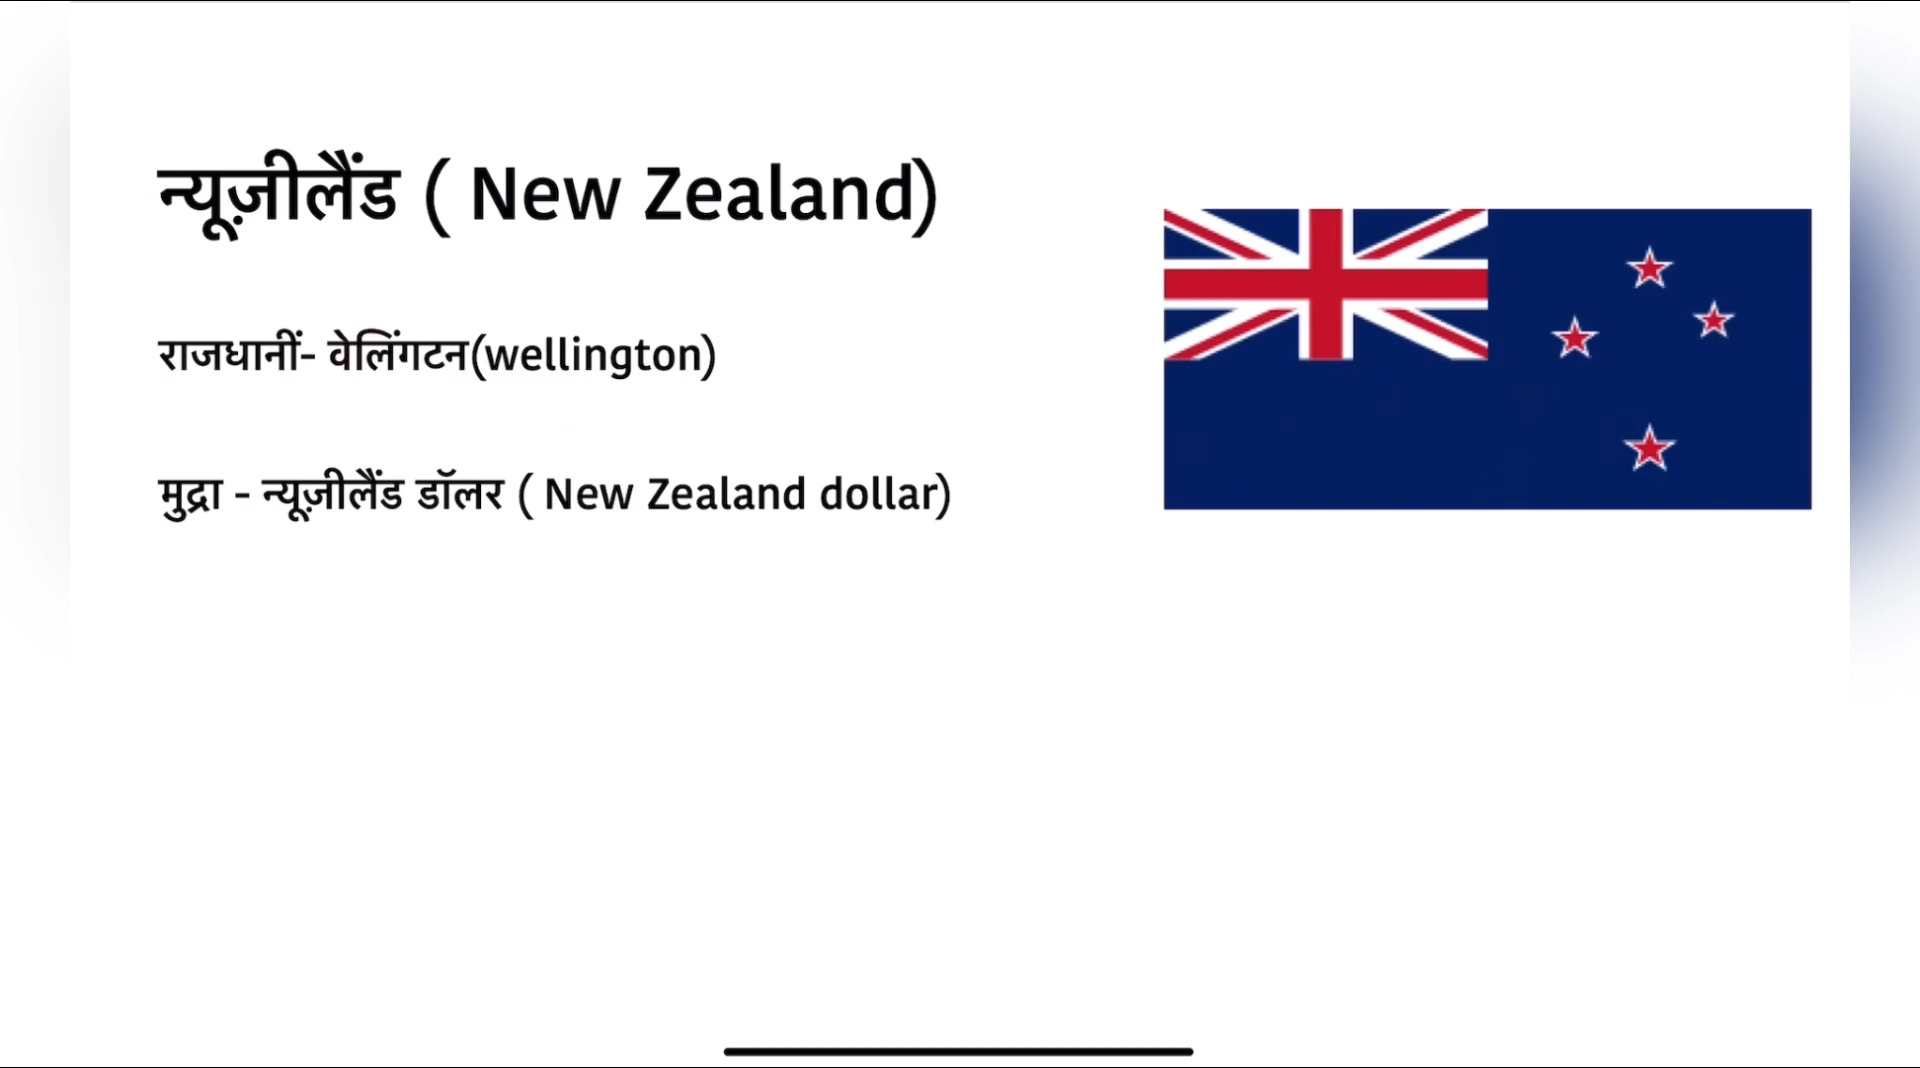 न्यूज़ीलैंड ( New Zealand)
राजधानीं- वेलिंगटन(wellington)
मुद्रा - न्यूज़ीलैंड डॉलर ( New Zealand dollar)